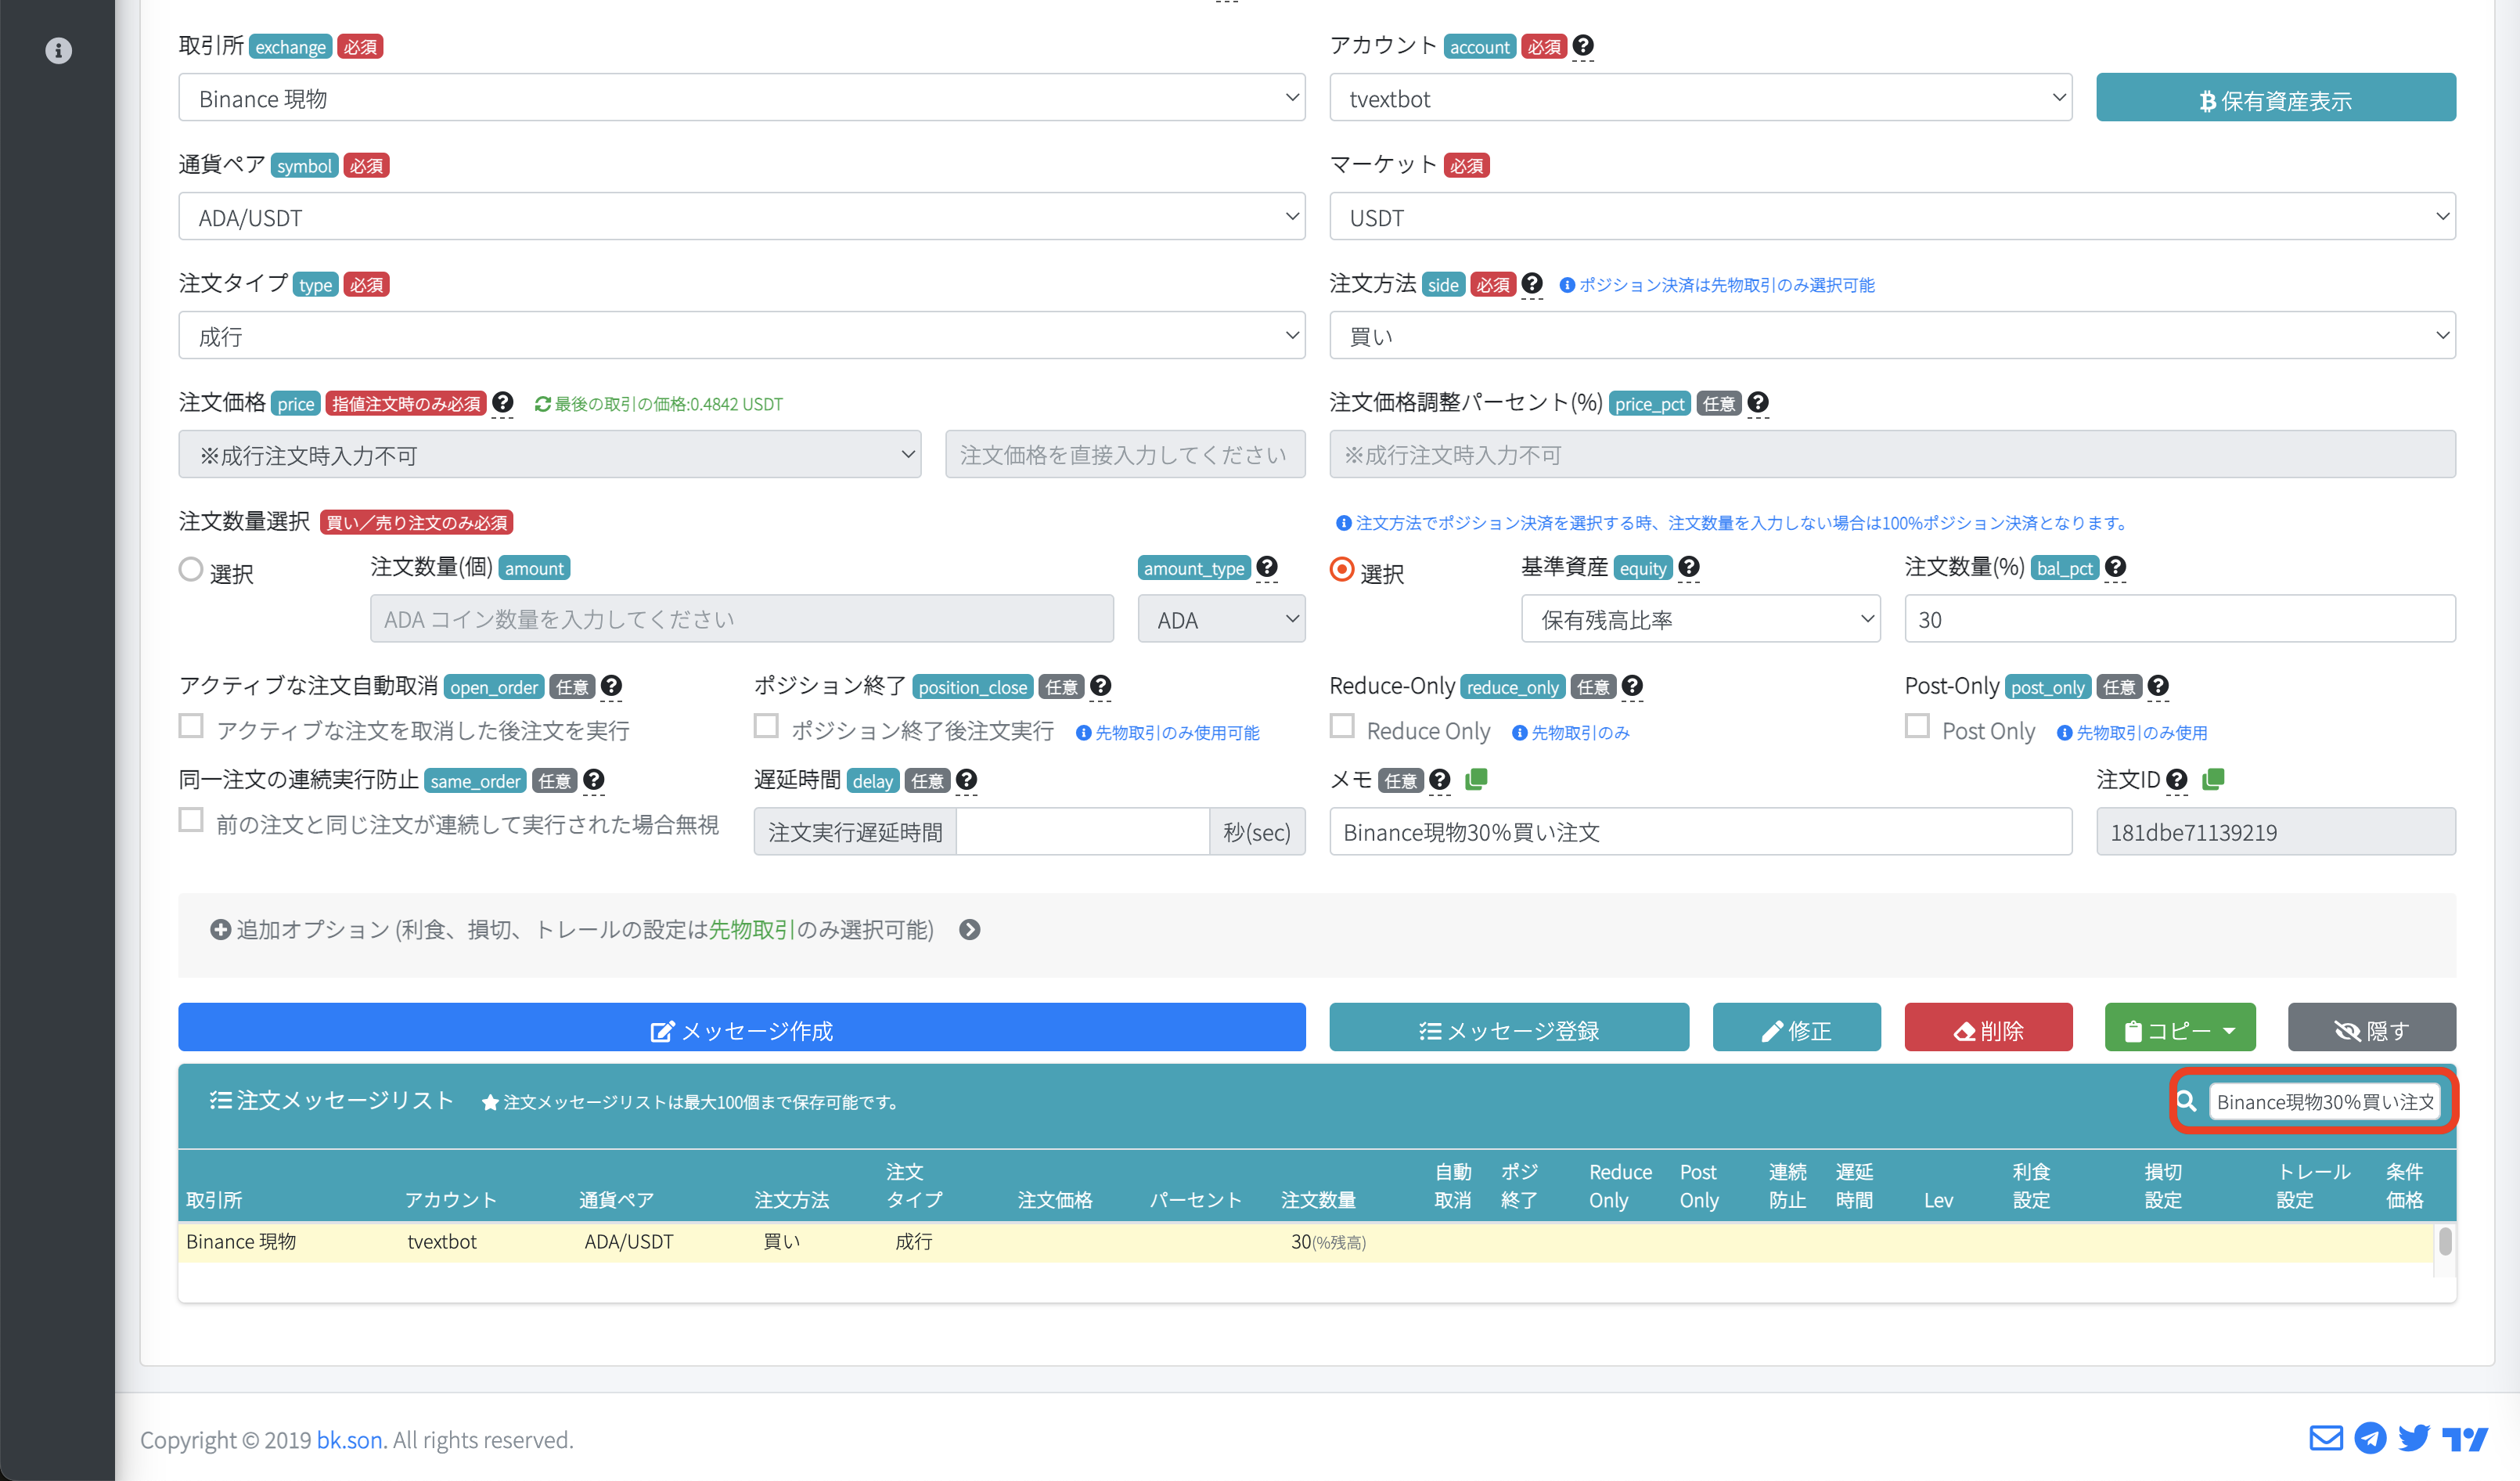 取引所 exchange 必須
アカウント account 必須
Binance 現物
tvextbot
保有資産表示
通貨ペア symbol 必須
マーケット 必須
ADA/USDT
USDT
注文タイプ type 必須
注文方法 side 必須 ポジション決済は先物取引のみ選択可能
成行
買い
注文価格 price 指値注文時のみ必須 最後の取引の価格:0.4842 USDT
注文価格調整パーセント(%) price_pct 任意
※成行注文時入力不可
注文価格を直接入力してください
※成行注文時入力不可
注文数量選択 買い／売り注文のみ必須
注文方法でポジション決済を選択する時、注文数量を入力しない場合は100%ポジション決済となります。
選択
注文数量(個) amount
amount_type
選択
基準資産 equity
注文数量(%) bal_pct
ADA コイン数量を入力してください
ADA
保有残高比率
30
アクティブな注文自動取消 open_order 任意
ポジション終了 position_close 任意
Reduce-Only reduce_only 任意
Post-Only post_only 任意
アクティブな注文を取消した後注文を実行
ポジション終了後注文実行 先物取引のみ使用可能
Reduce Only 先物取引のみ
Post Only 先物取引のみ使用
同一注文の連続実行防止 same_order 任意
遅延時間 delay 任意
メモ 任意
注文ID
前の注文と同じ注文が連続して実行された場合無視
注文実行遅延時間
秒(sec)
Binance現物30％買い注文
181dbe71139219
追加オプション (利食、損切、トレールの設定は先物取引のみ選択可能)
メッセージ作成
メッセージ登録
修正
削除
コピー
隠す
注文メッセージリスト ★注文メッセージリストは最大100個まで保存可能です。
Binance現物30％買い注文
取引所 アカウント 通貨ペア 注文方法 注文タイプ 注文価格 パーセント 注文数量 自動取消 ポジ終了 Reduce Only Post Only 連続防止 遅延時間 Lev 利食設定 損切設定 トレール設定 条件価格
Binance 現物 tvextbot ADA/USDT 買い 成行 30(%残高)
Copyright © 2019 bk.son. All rights reserved.